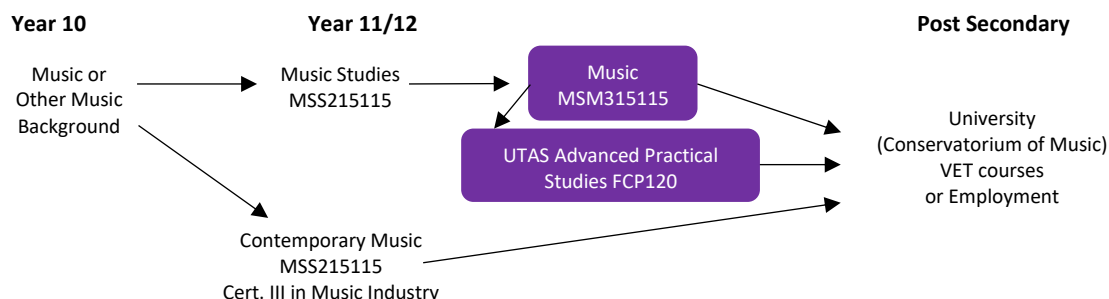 Year 10
Year 11/12
Post Secondary
Music or
Other Music
Background
Music Studies
MSS215115
Music
MSM315115
UTAS Advanced Practical
Studies FCP120
University
(Conservatorium of Music)
VET courses
or Employment
Contemporary Music
MSS215115
Cert. III in Music Industry